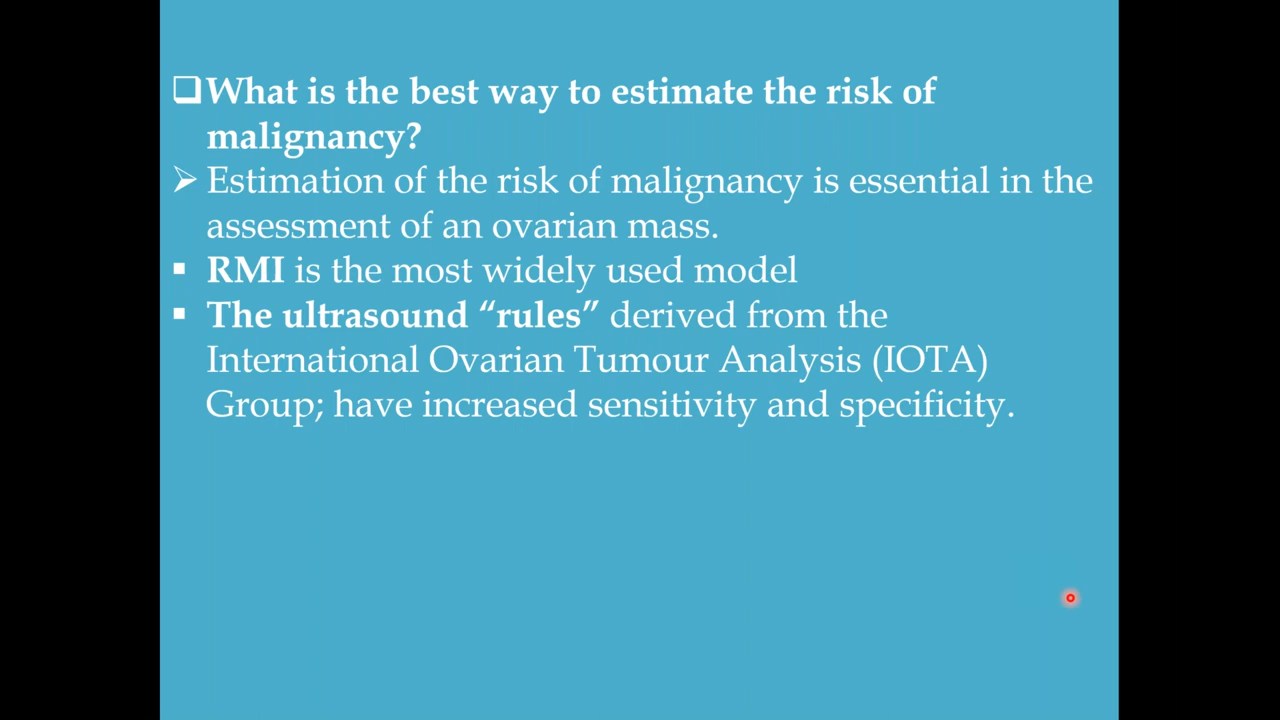 ❑What is the best way to estimate the risk of
malignancy?
➢ Estimation of the risk of malignancy is essential in the
assessment of an ovarian mass.
▪ RMI is the most widely used model
▪ The ultrasound “rules” derived from the
International Ovarian Tumour Analysis (IOTA)
Group; have increased sensitivity and specificity.